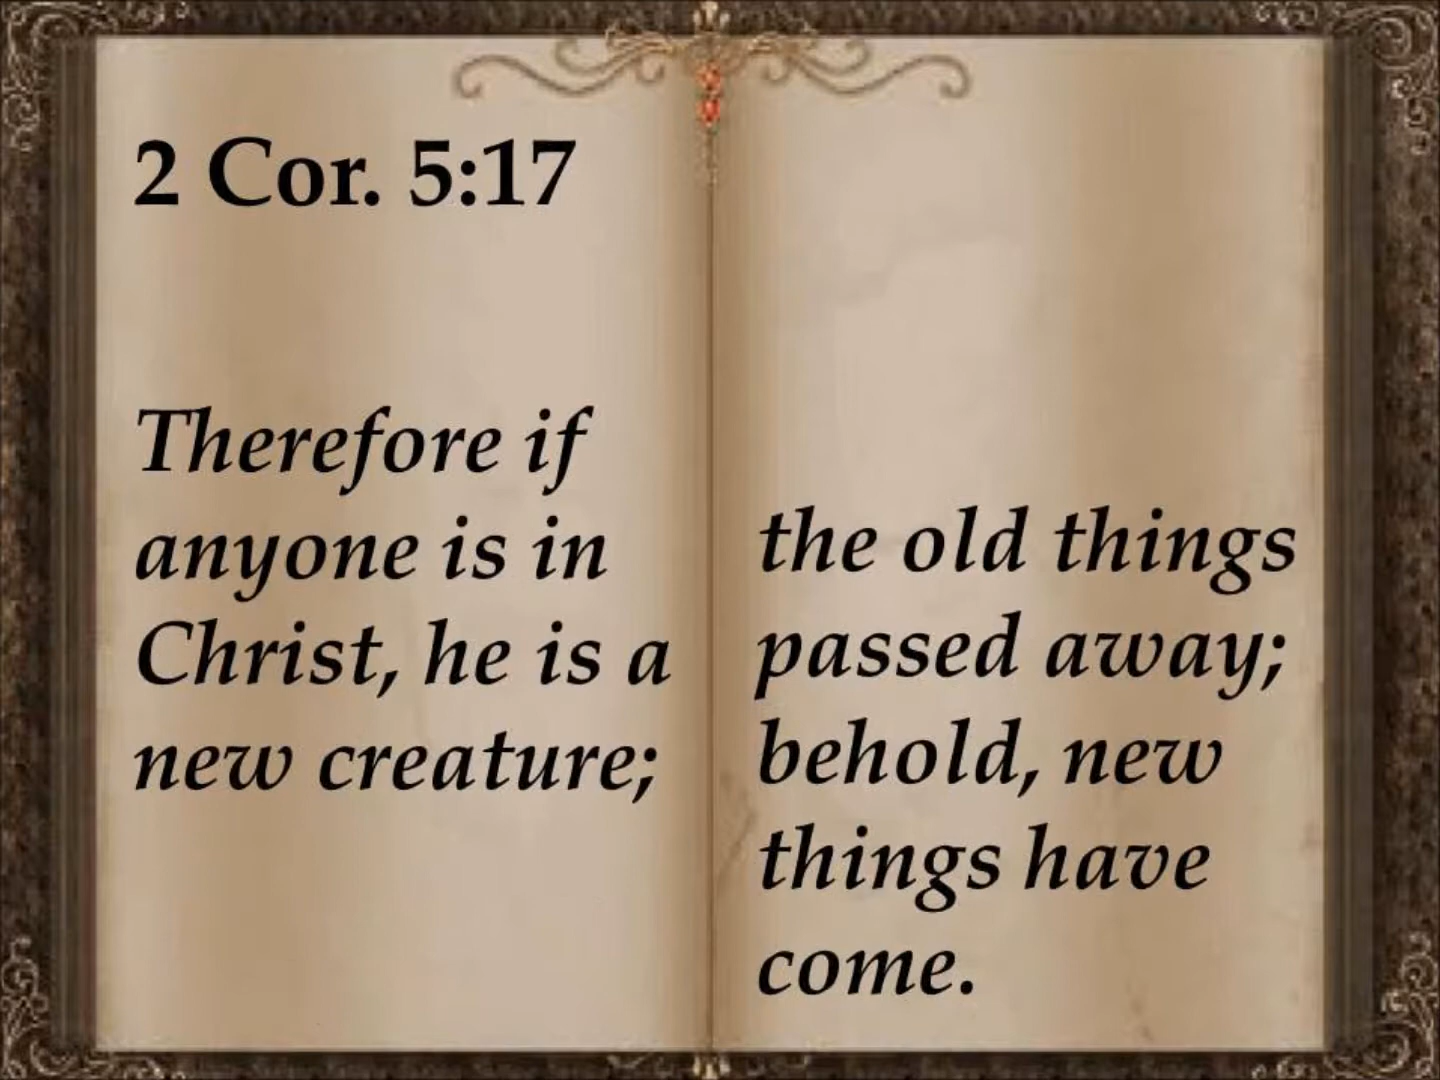 2 Cor. 5:17
Therefore if
anyone is in
Christ, he is a
new creature;
the old things
passed away;
behold, new
things have
come.